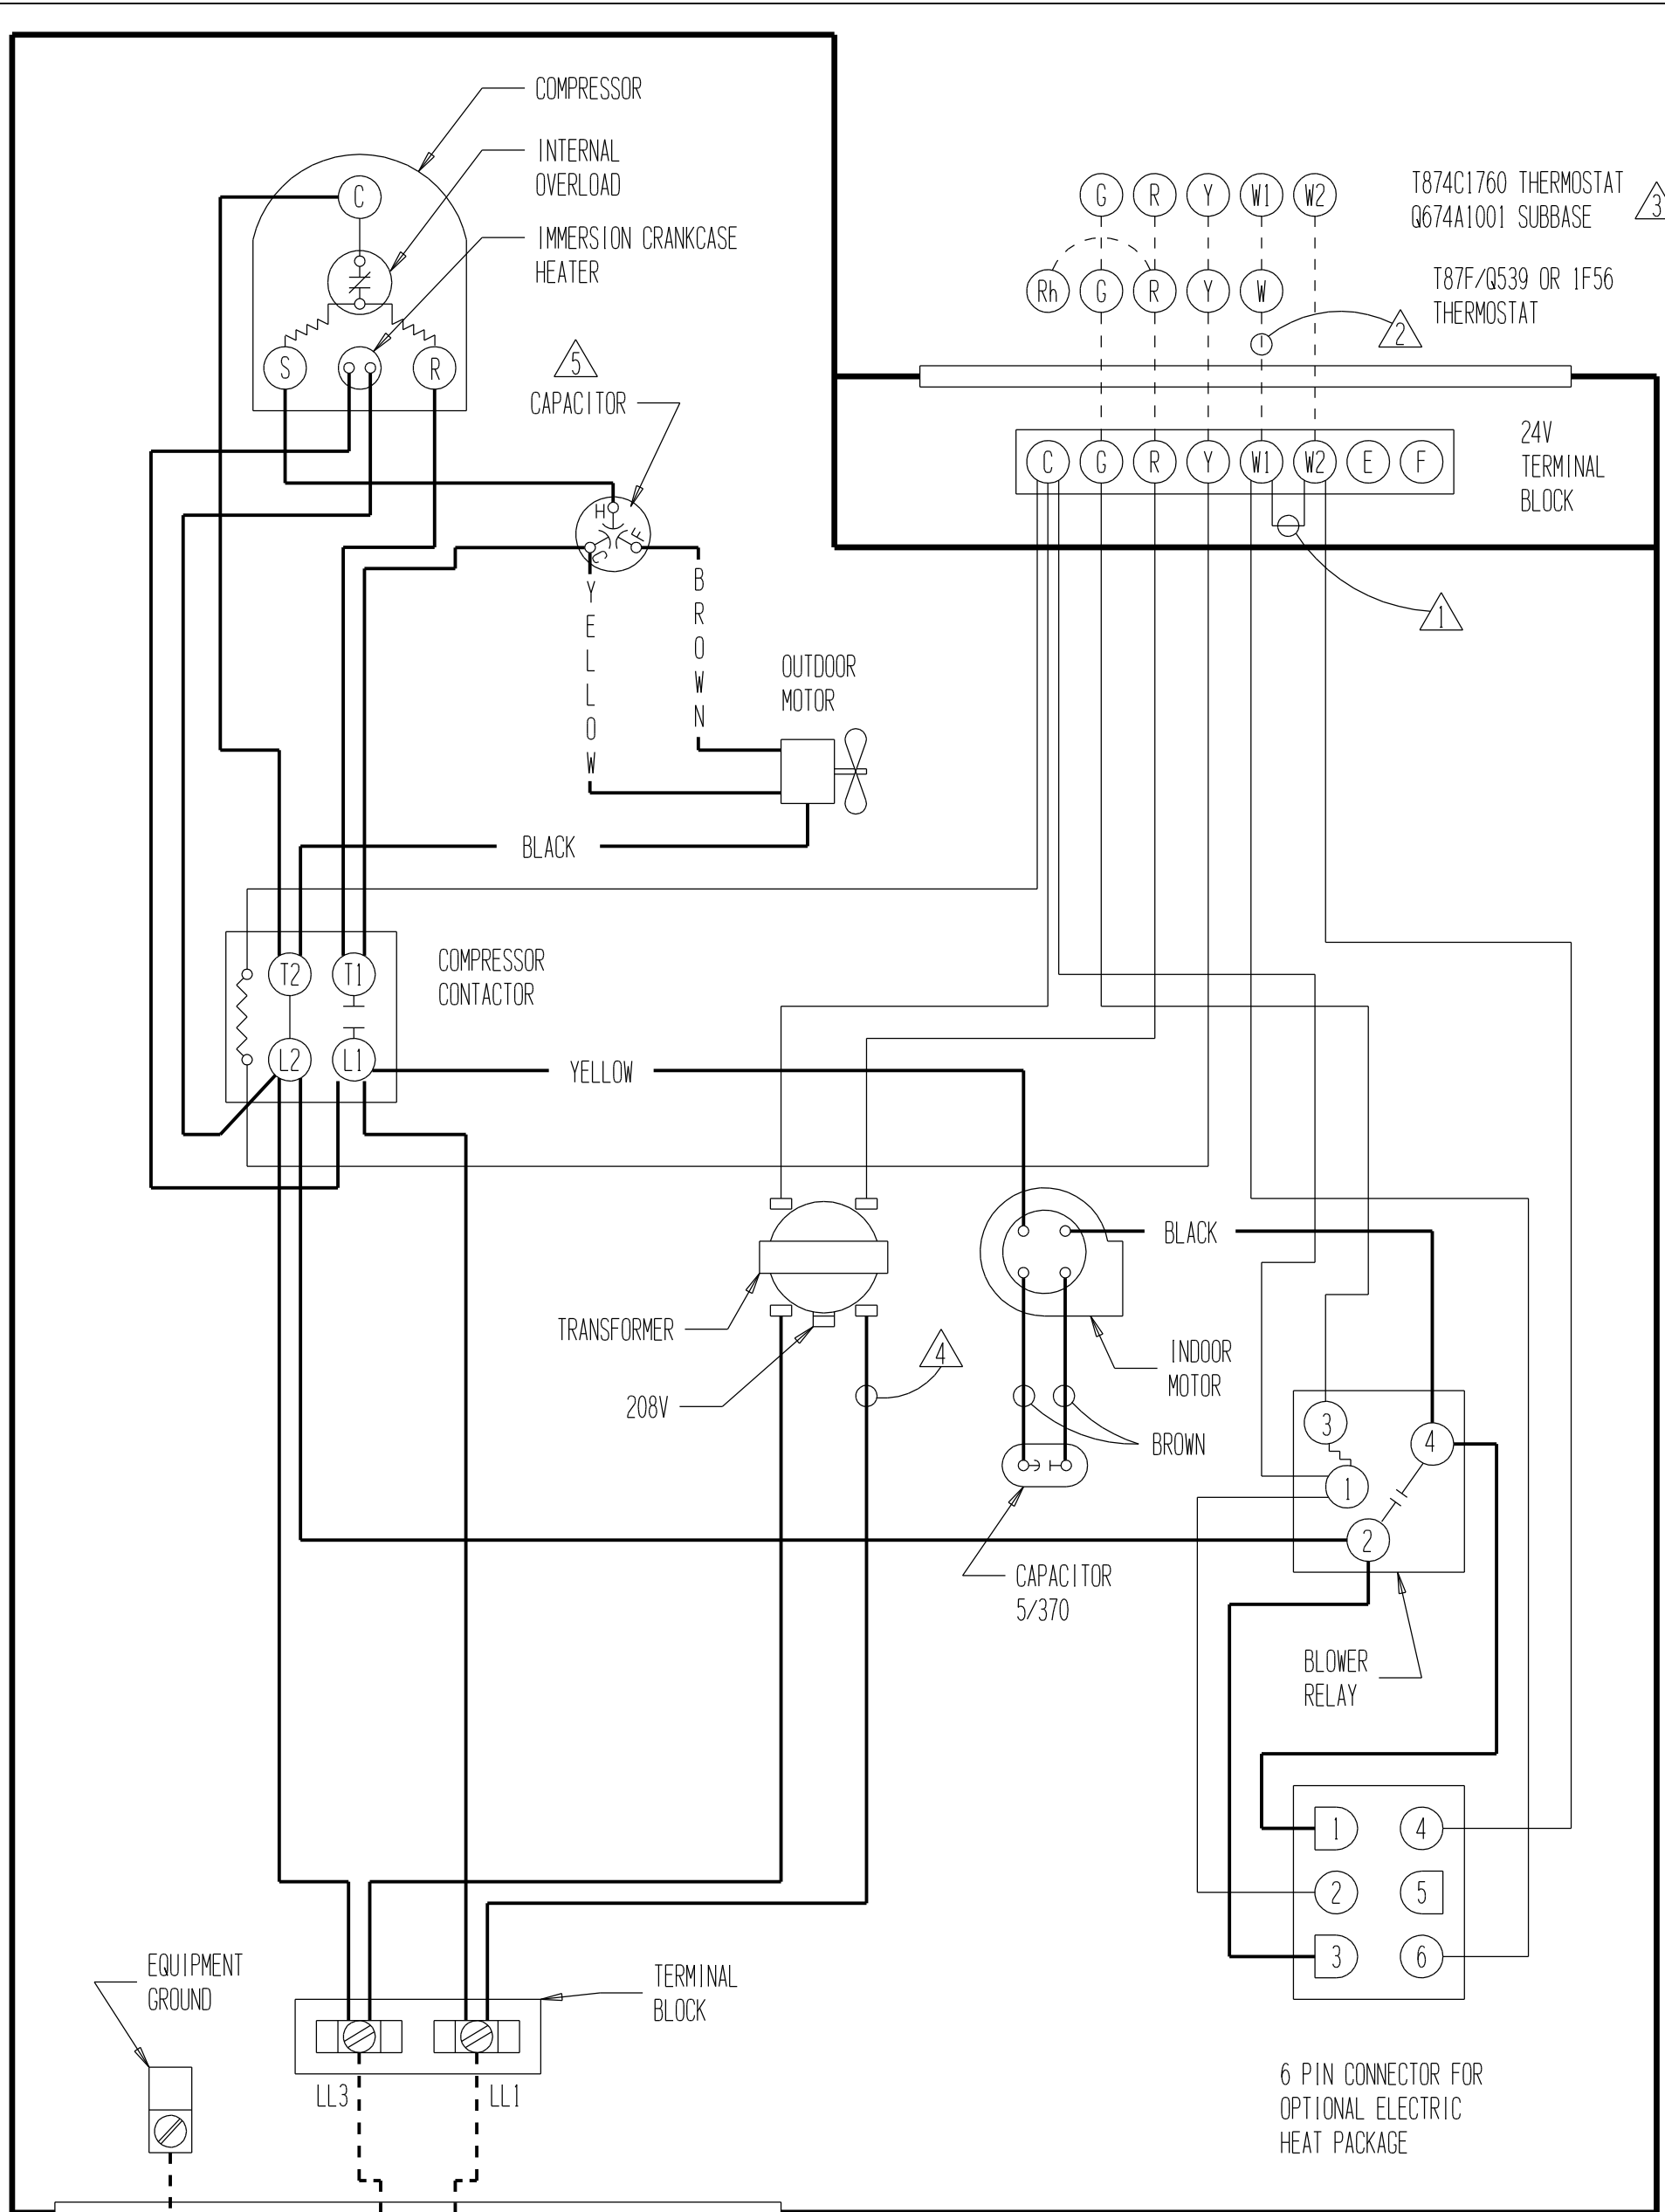 COMPRESSOR
INTERNAL
OVERLOAD
IMMERSION CRANKCASE
HEATER
C
S
R
5
CAPACITOR
H
C
F
YELLOW
BROWN
OUTDOOR
MOTOR
BLACK
G R Y W1 W2
T874C1760 THERMOSTAT
Q674A1001 SUBBASE
3
Rh G R Y W
T87F/Q539 OR 1F56
THERMOSTAT
2
C G R Y W1 W2 E F
24V
TERMINAL
BLOCK
1
T2 T1
L2 L1
COMPRESSOR
CONTACTOR
YELLOW
BLACK
TRANSFORMER
208V
4
INDOOR
MOTOR
BROWN
CAPACITOR
5/370
3
4
1
2
BLOWER
RELAY
1 4
2 5
3 6
6 PIN CONNECTOR FOR
OPTIONAL ELECTRIC
HEAT PACKAGE
EQUIPMENT
GROUND
TERMINAL
BLOCK
LL3 LL1